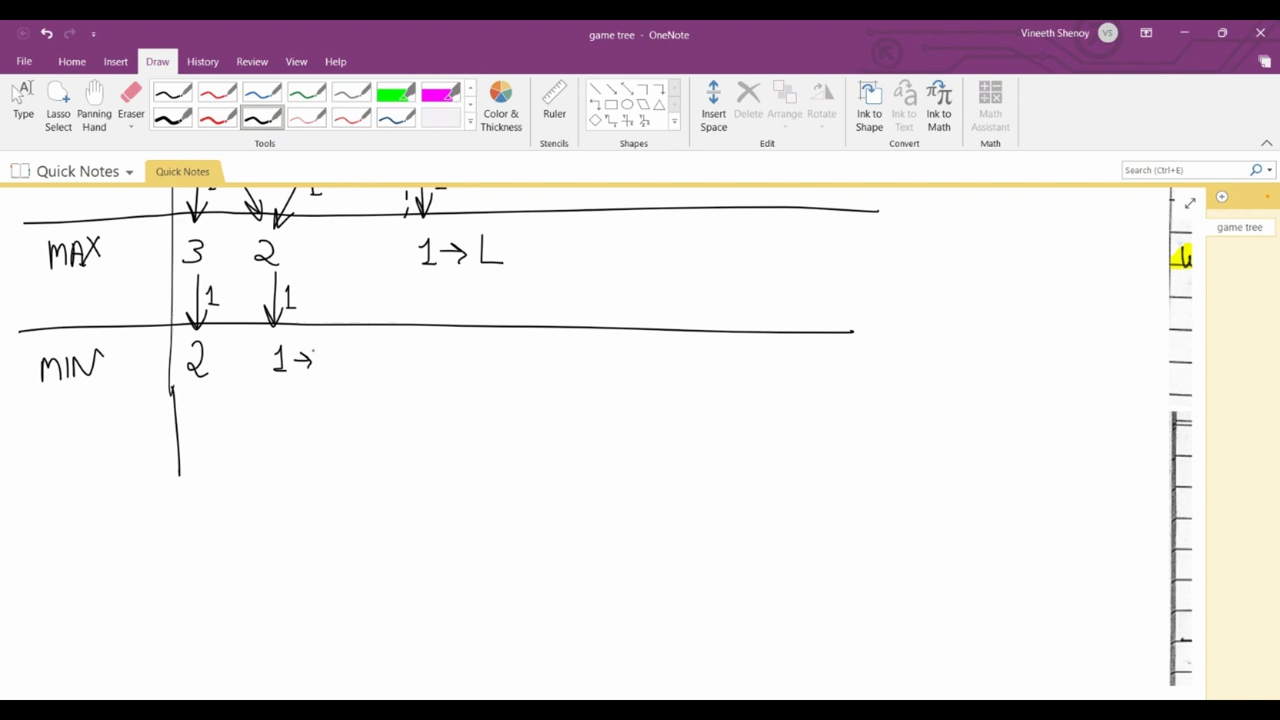 game tree - OneNote
Vineeth Shenoy VS
File Home Insert Draw History Review View Help
Type Lasso Select Panning Hand Eraser Color & Thickness Ruler Insert Space Delete Arrange Rotate Ink to Shape Ink to Text Ink to Math Math Assistant
Tools Stencils Shapes Edit Convert Math
Quick Notes Quick Notes Search (Ctrl+E)
game tree
MAX 3 2 1→L
1 1
MIN 2 1→